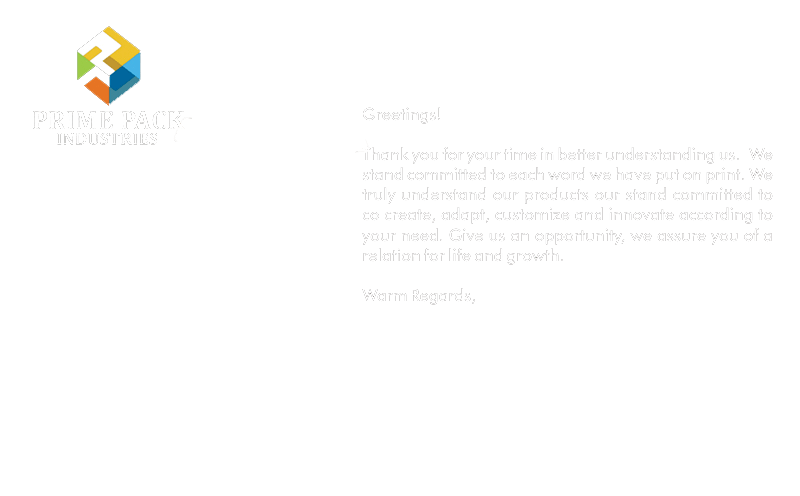 PRIME PACK
INDUSTRIES
Greetings!
Thank you for your time in better understanding us. We
stand committed to each word we have put on print. We
truly understand our products our stand committed to
co create, adapt, customize and innovate according to
your need. Give us an opportunity, we assure you of a
relation for life and growth.
Warm Regards,